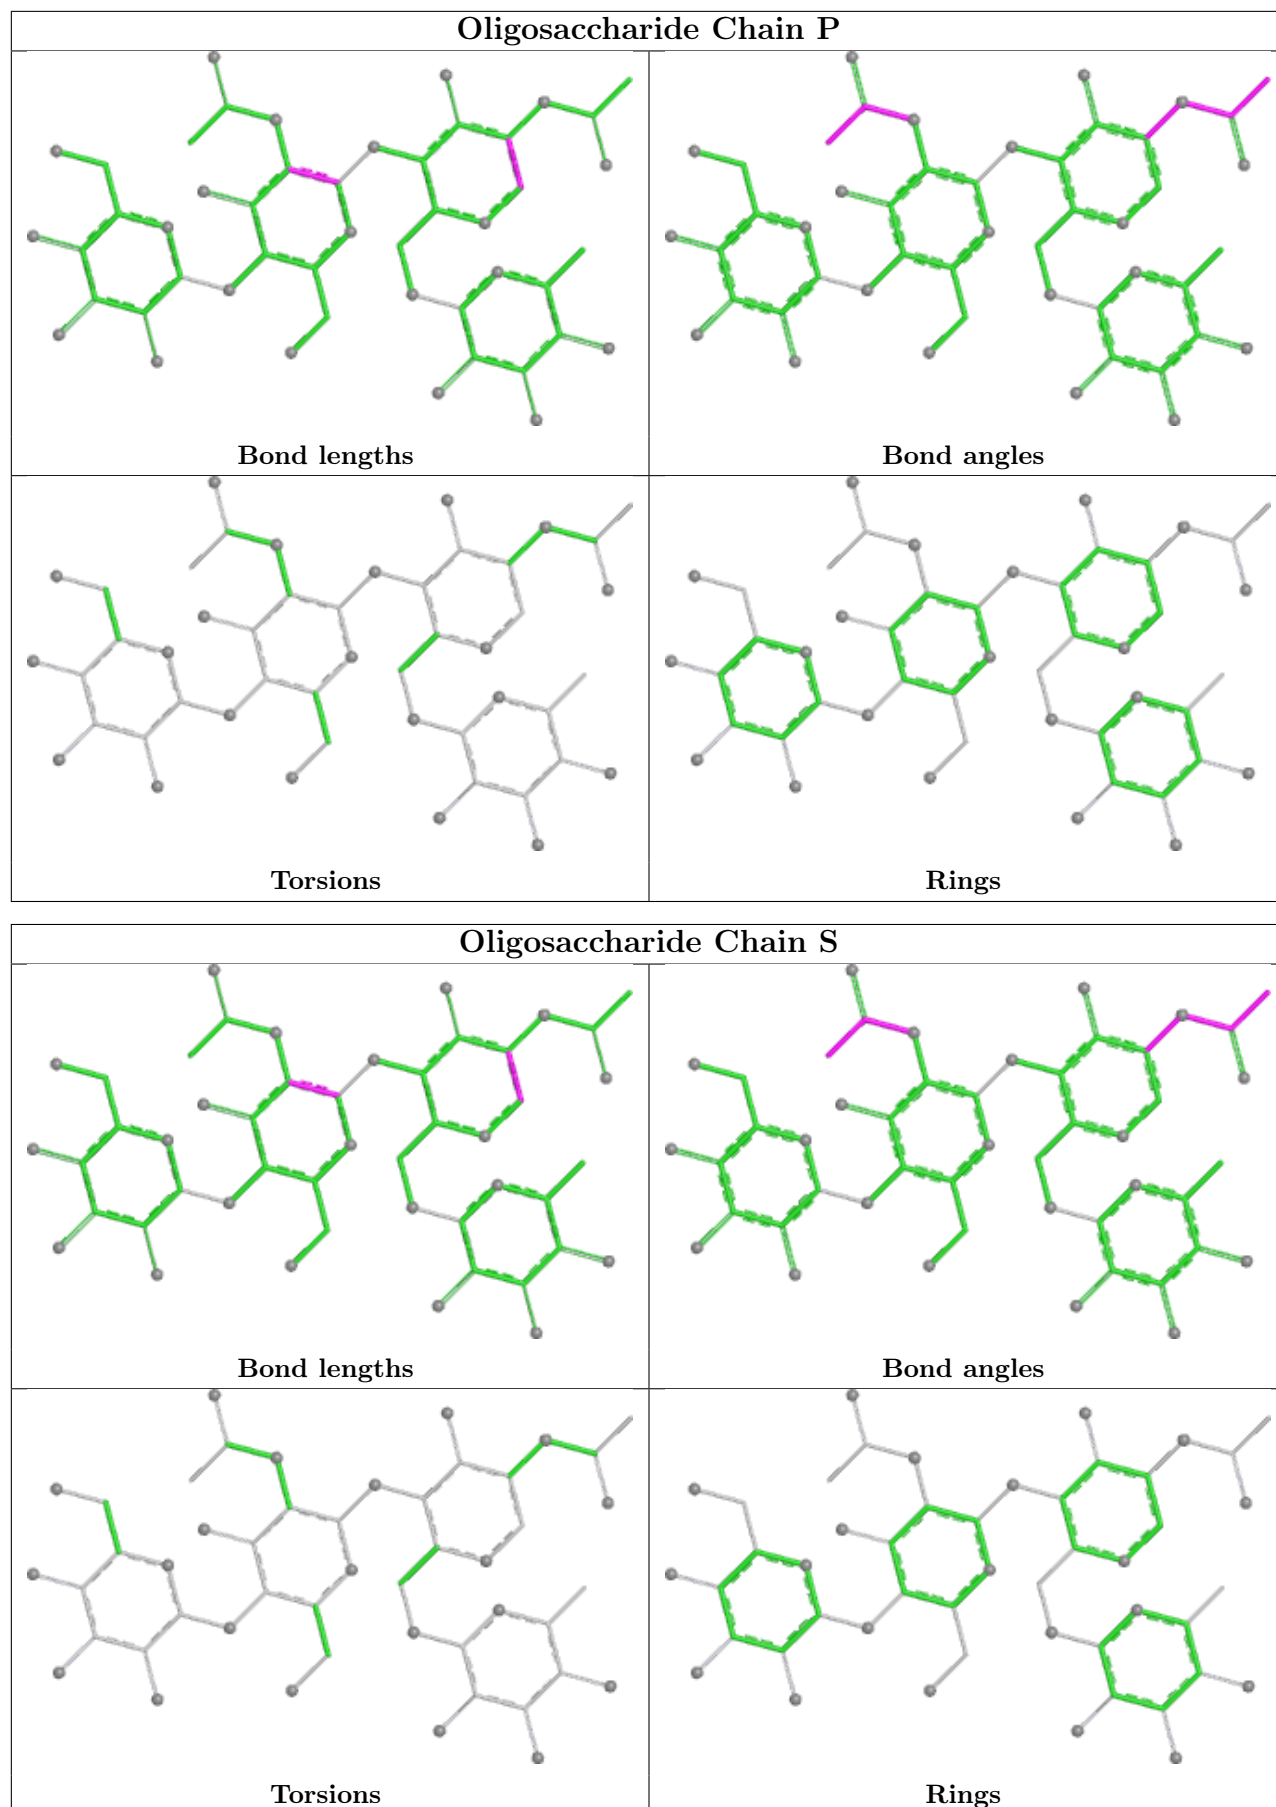 Oligosaccharide Chain P
Bond lengths
Bond angles
Torsions
Rings
Oligosaccharide Chain S
Bond lengths
Bond angles
Torsions
Rings